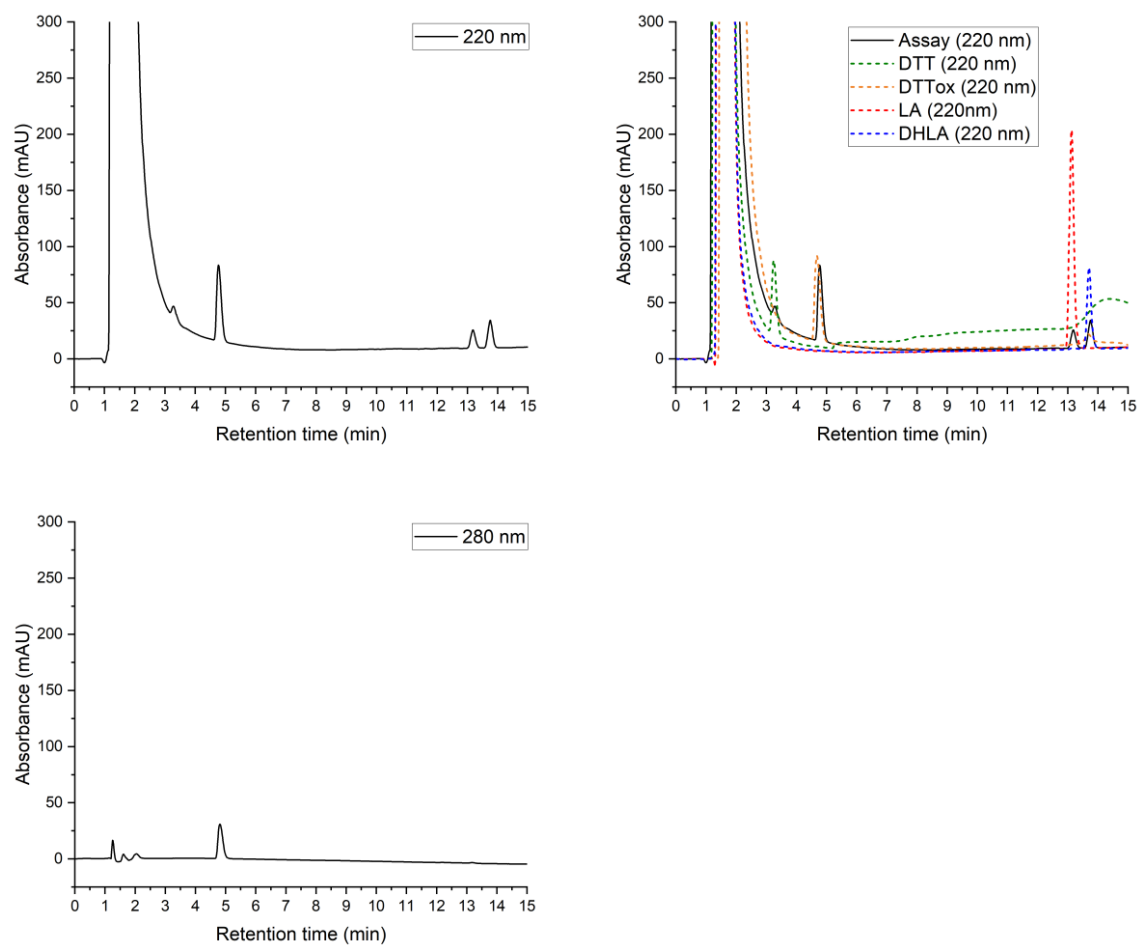 300
250
200
150
100
50
0
Absorbance (mAU)
220 nm
0 1 2 3 4 5 6 7 8 9 10 11 12 13 14 15
Retention time (min)
300
250
200
150
100
50
0
Absorbance (mAU)
Assay (220 nm)
DTT (220 nm)
DTTox (220 nm)
LA (220nm)
DHLA (220 nm)
0 1 2 3 4 5 6 7 8 9 10 11 12 13 14 15
Retention time (min)
300
250
200
150
100
50
0
Absorbance (mAU)
280 nm
0 1 2 3 4 5 6 7 8 9 10 11 12 13 14 15
Retention time (min)